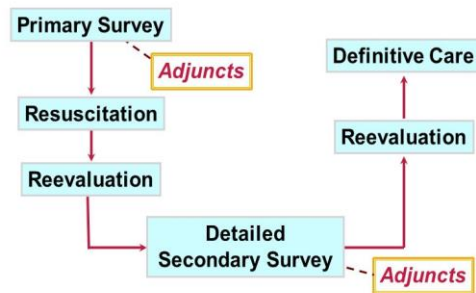 Primary Survey
Adjuncts
Resuscitation
Reevaluation
Detailed
Secondary Survey
Adjuncts
Reevaluation
Definitive Care